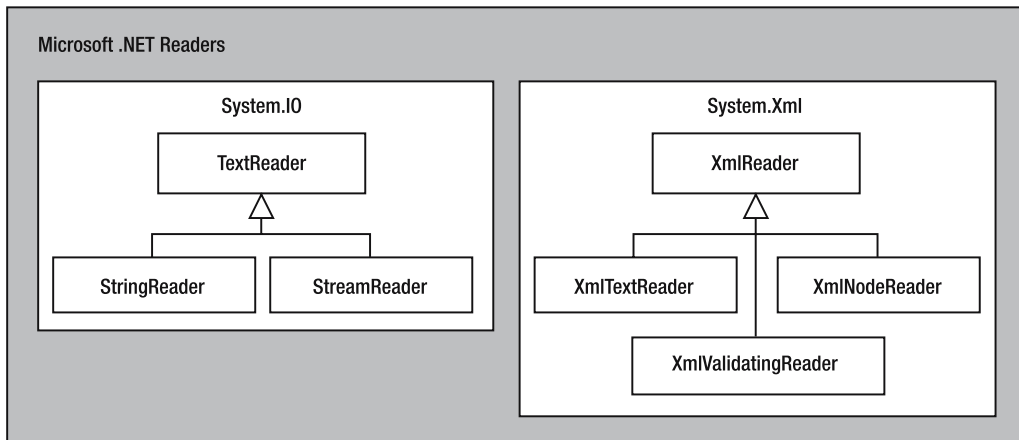 Microsoft .NET Readers
System.IO
TextReader
StringReader
StreamReader
System.Xml
XmlReader
XmlTextReader
XmlNodeReader
XmlValidatingReader